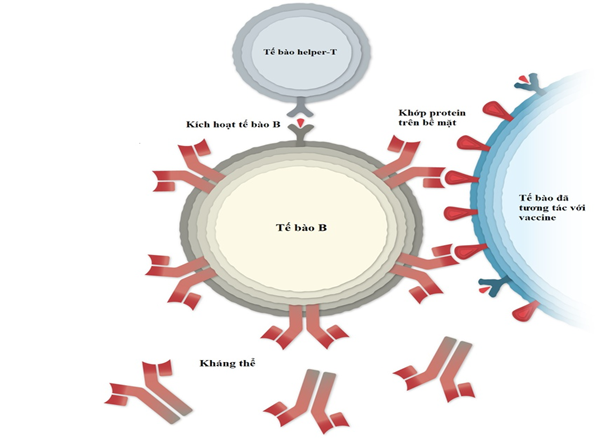 Tế bào helper-T
Kích hoạt tế bào B
Khớp protein
trên bề mặt
Tế bào đã
tương tác với
vaccine
Tế bào B
Kháng thể